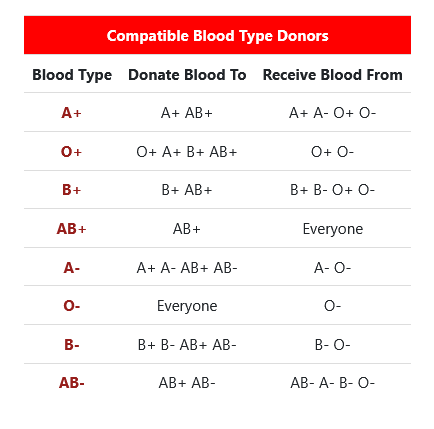 Compatible Blood Type Donors
Blood Type Donate Blood To Receive Blood From
A+ A+ AB+ A+ A- O+ O-
O+ O+ A+ B+ AB+ O+ O-
B+ B+ AB+ B+ B- O+ O-
AB+ AB+ Everyone
A- A+ A- AB+ AB- A- O-
O- Everyone O-
B- B+ B- AB+ AB- B- O-
AB- AB+ AB- AB- A- B- O-